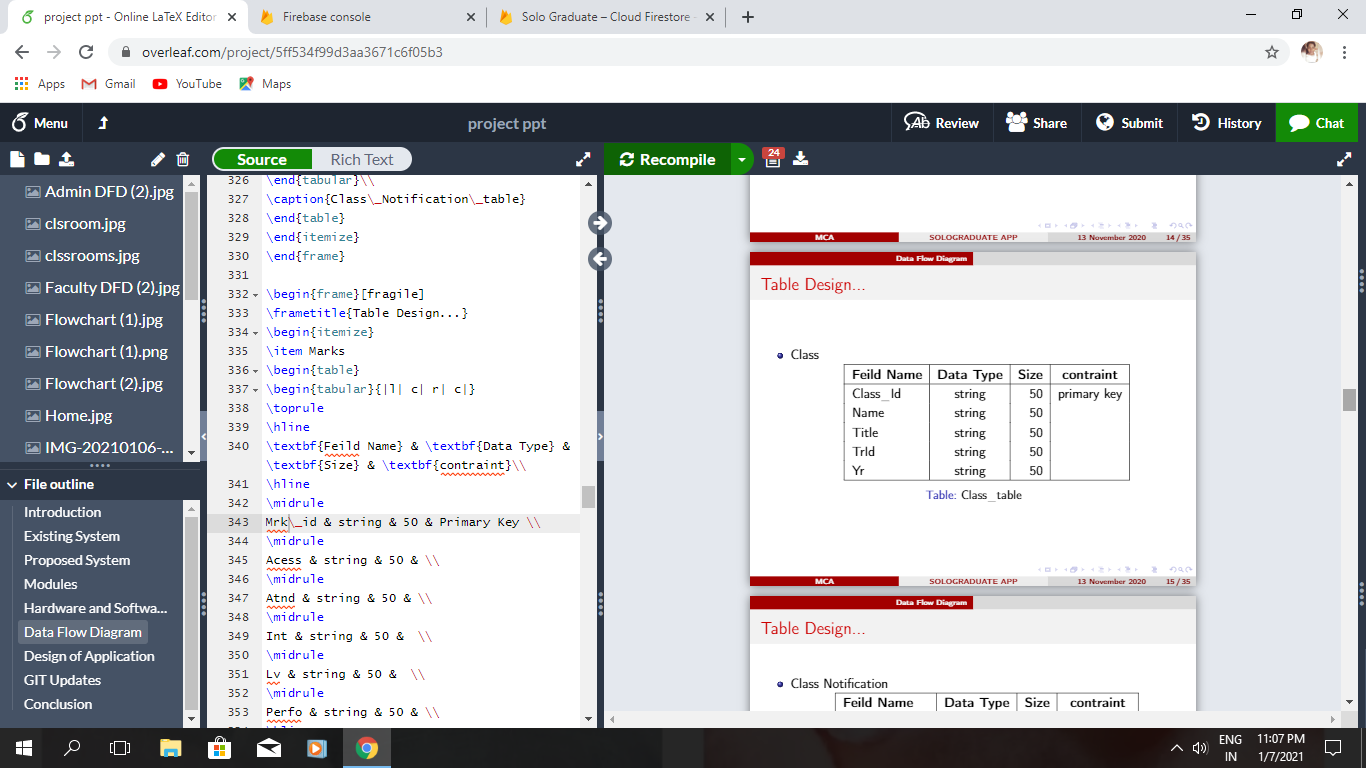 project ppt - Online LaTeX Editor
Firebase console
Solo Graduate – Cloud Firestore
overleaf.com/project/5ff534f99d3aa3671c6f05b3
Apps
Gmail
YouTube
Maps
Menu
project ppt
Review
Share
Submit
History
Chat
Source
Rich Text
Recompile
24
Admin DFD (2).jpg
clsroom.jpg
clssrooms.jpg
Faculty DFD (2).jpg
Flowchart (1).jpg
Flowchart (1).png
Flowchart (2).jpg
Home.jpg
IMG-20210106-...
File outline
Introduction
Existing System
Proposed System
Modules
Hardware and Softwa...
Data Flow Diagram
Design of Application
GIT Updates
Conclusion
326 \end{tabular}\\
327 \caption{Class\_Notification\_table}
328 \end{table}
329 \end{itemize}
330 \end{frame}
331
332 \begin{frame}[fragile]
333 \frametitle{Table Design...}
334 \begin{itemize}
335 \item Marks
336 \begin{table}
337 \begin{tabular}{|l| c| r| c|}
338 \toprule
339 \hline
340 \textbf{Feild Name} & \textbf{Data Type} &
\textbf{Size} & \textbf{contraint}\\
341 \hline
342 \midrule
343 Mrk\_id & string & 50 & Primary Key \\
344 \midrule
345 Acess & string & 50 & \\
346 \midrule
347 Atnd & string & 50 & \\
348 \midrule
349 Int & string & 50 & \\
350 \midrule
351 Lv & string & 50 & \\
352 \midrule
353 Perfo & string & 50 & \\
MCA SOLOGRADUATE APP 13 November 2020 14 / 35
Data Flow Diagram
Table Design...
Class
Feild Name Data Type Size contraint
Class_Id string 50 primary key
Name string 50
Title string 50
TrId string 50
Yr string 50
Table: Class_table
MCA SOLOGRADUATE APP 13 November 2020 15 / 35
Data Flow Diagram
Table Design...
Class Notification
Feild Name Data Type Size contraint
ENG
IN
11:07 PM
1/7/2021